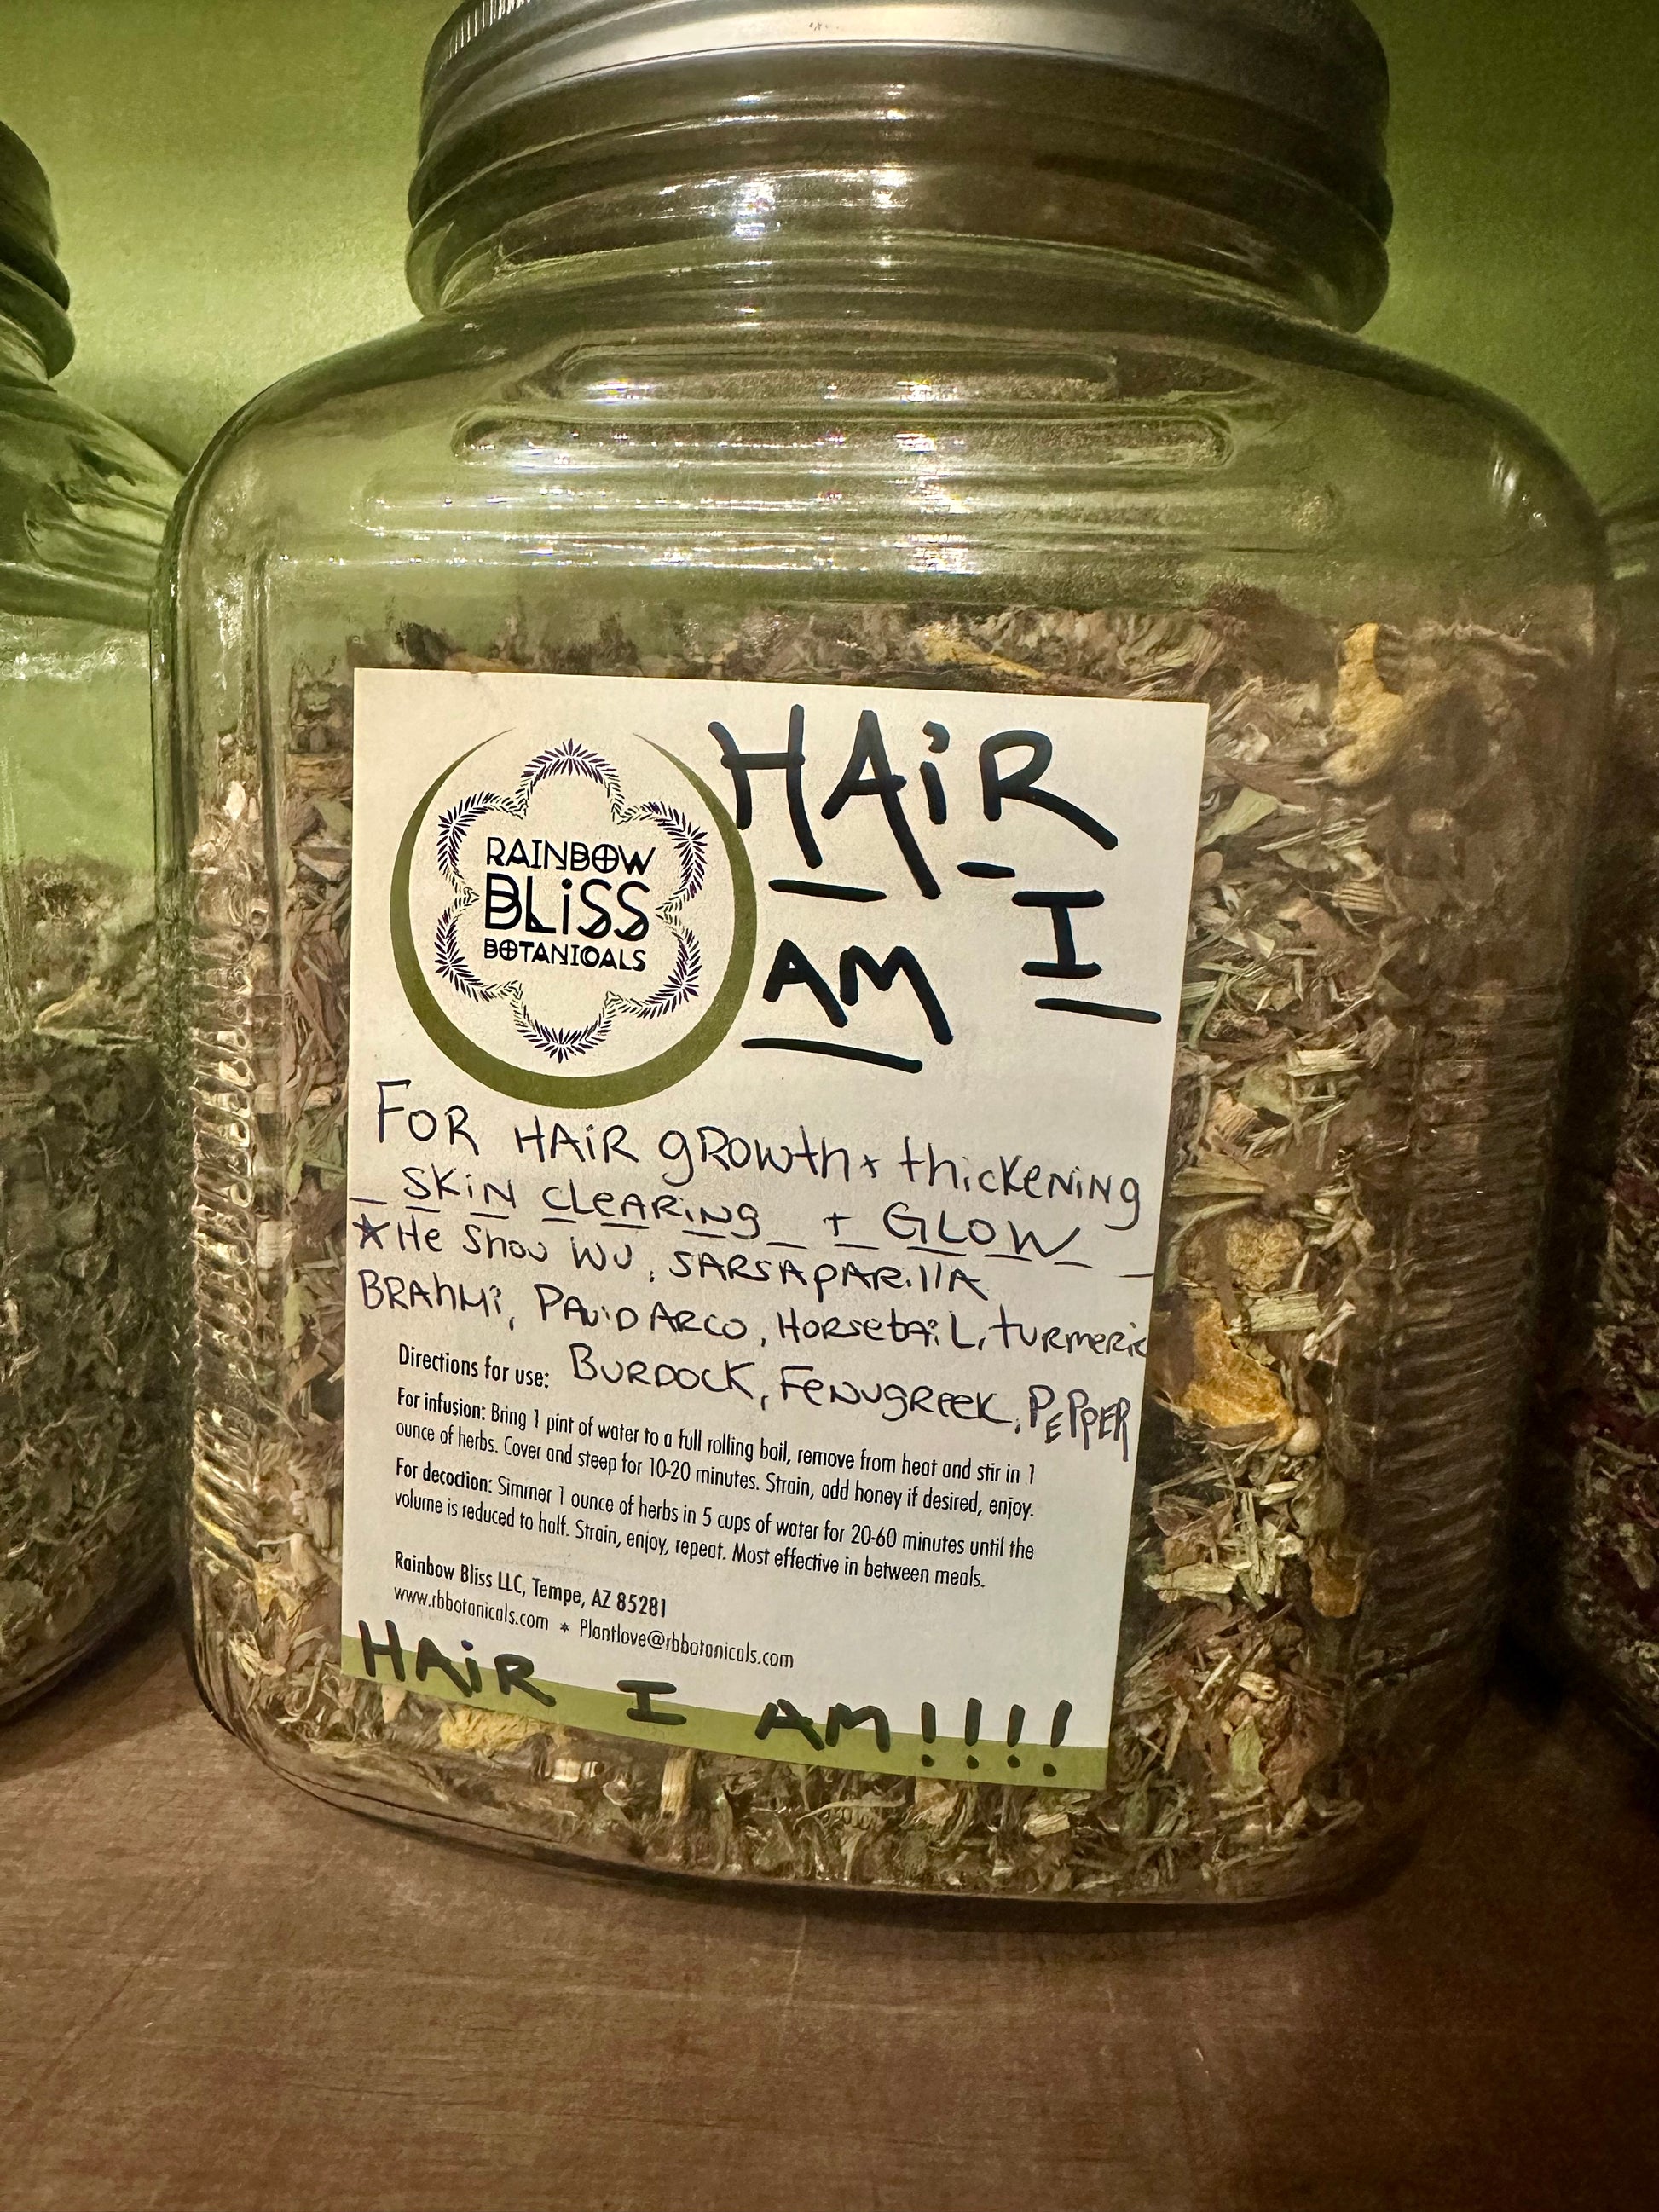 RAINBOW
BLiSS
BOTANICALS
HAiR
I
AM
FOR HAiR gROWth + thickENiNg
SKiN CLEARiNg + GLOW
★ He Shou WU, SARSApARillA
BRAhMi, PAUD ARCO, HORSEtAiL, tURMERiC
Directions for use: BURDOCK, FENUgREEK, PEPPER
For infusion: Bring 1 pint of water to a full rolling boil, remove from heat and stir in 1
ounce of herbs. Cover and steep for 10-20 minutes. Strain, add honey if desired, enjoy.
For decoction: Simmer 1 ounce of herbs in 5 cups of water for 20-60 minutes until the
volume is reduced to half. Strain, enjoy, repeat. Most effective in between meals.
Rainbow Bliss LLC, Tempe, AZ 85281
www.rbbotanicals.com * Plantlove@rbbotanicals.com
HAiR I AM!!!!